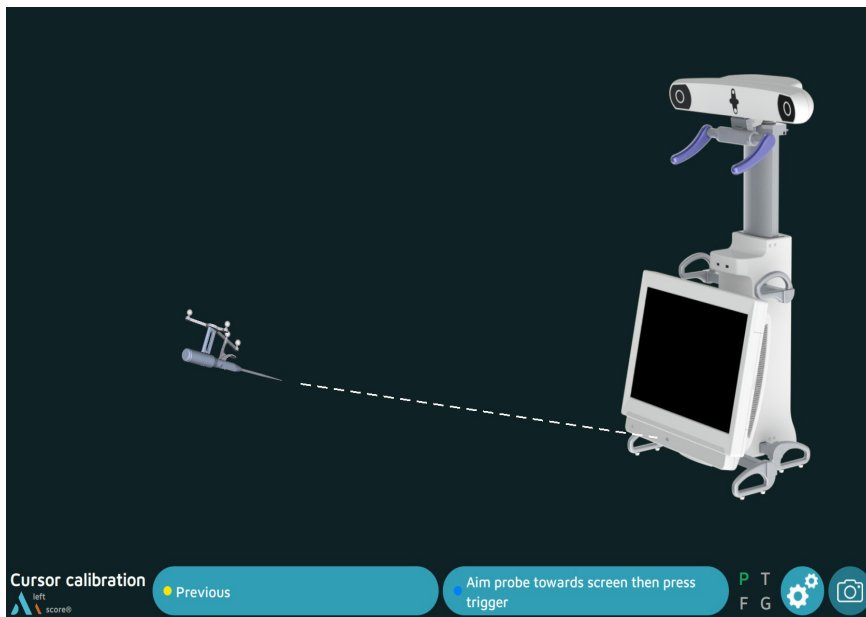 Cursor calibration
left
score®
Previous
Aim probe towards screen then press
trigger
P T
F G